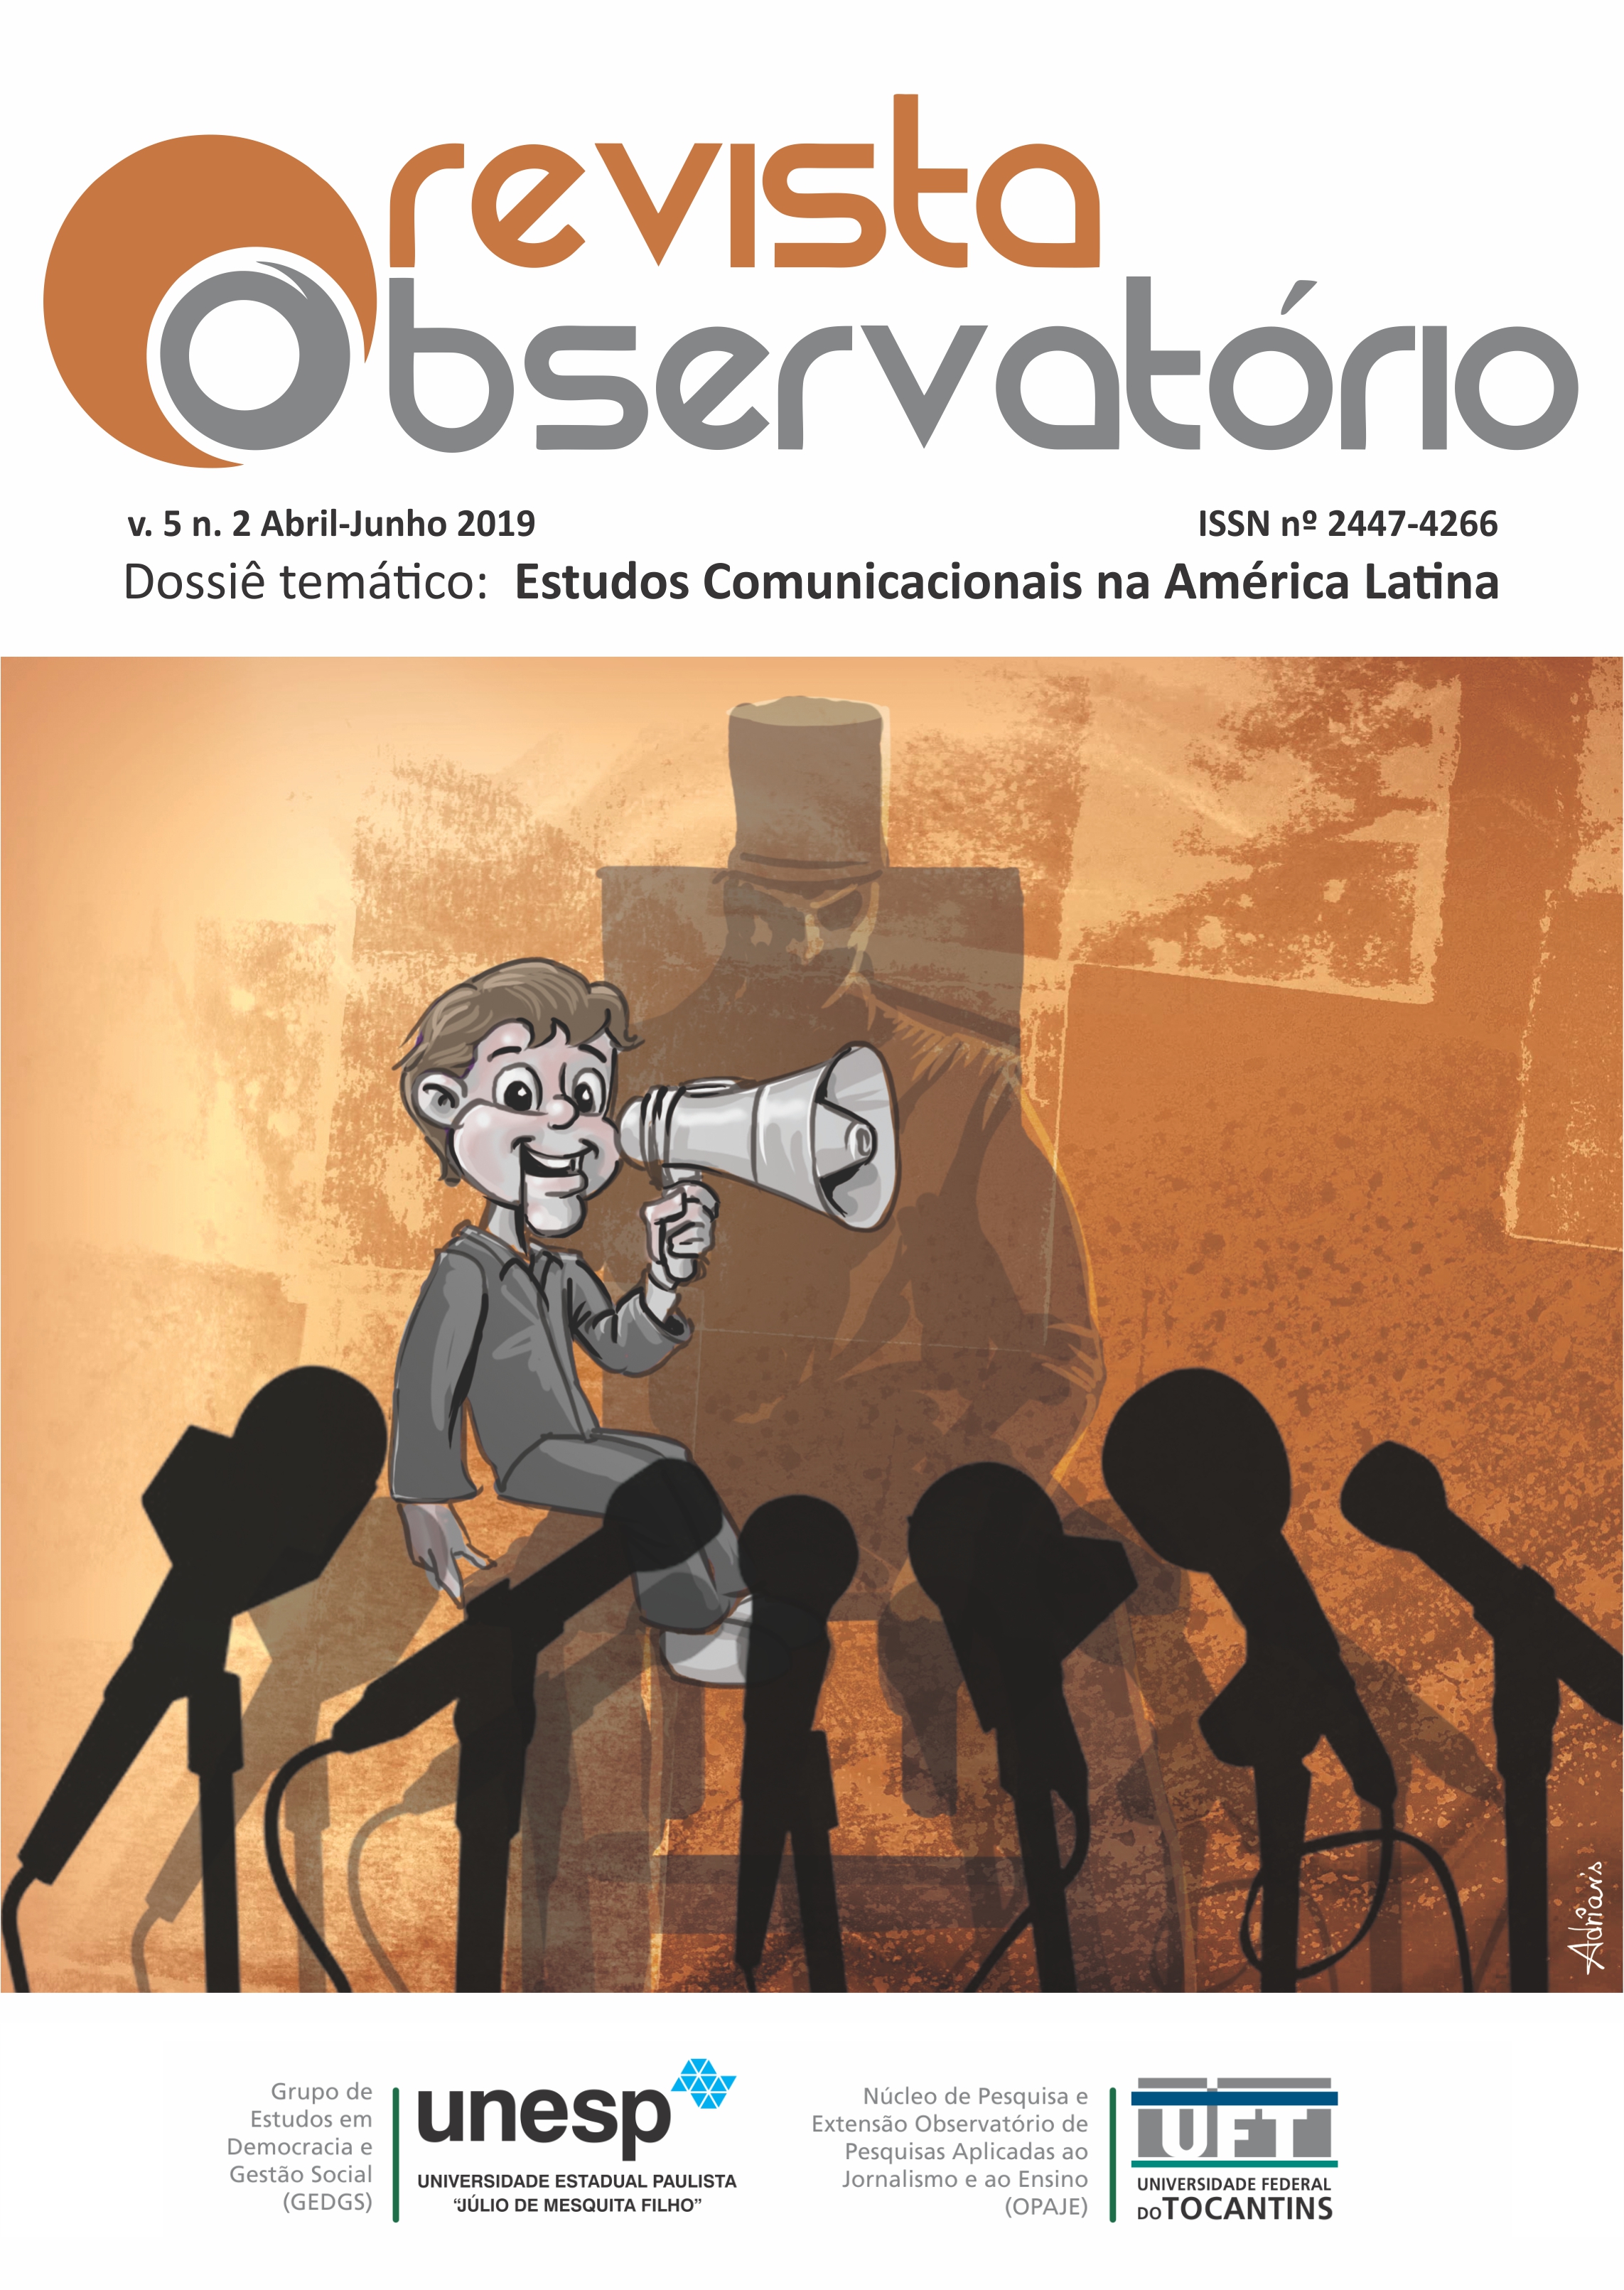 revista
Observatório
v. 5 n. 2 Abril-Junho 2019
ISSN nº 2447-4266
Dossiê temático: Estudos Comunicacionais na América Latina
Adrian's
Grupo de
Estudos em
Democracia e
Gestão Social
(GEDGS)
unesp
UNIVERSIDADE ESTADUAL PAULISTA
“JÚLIO DE MESQUITA FILHO”
Núcleo de Pesquisa e
Extensão Observatório de
Pesquisas Aplicadas ao
Jornalismo e ao Ensino
(OPAJE)
UFT
UNIVERSIDADE FEDERAL
DO TOCANTINS